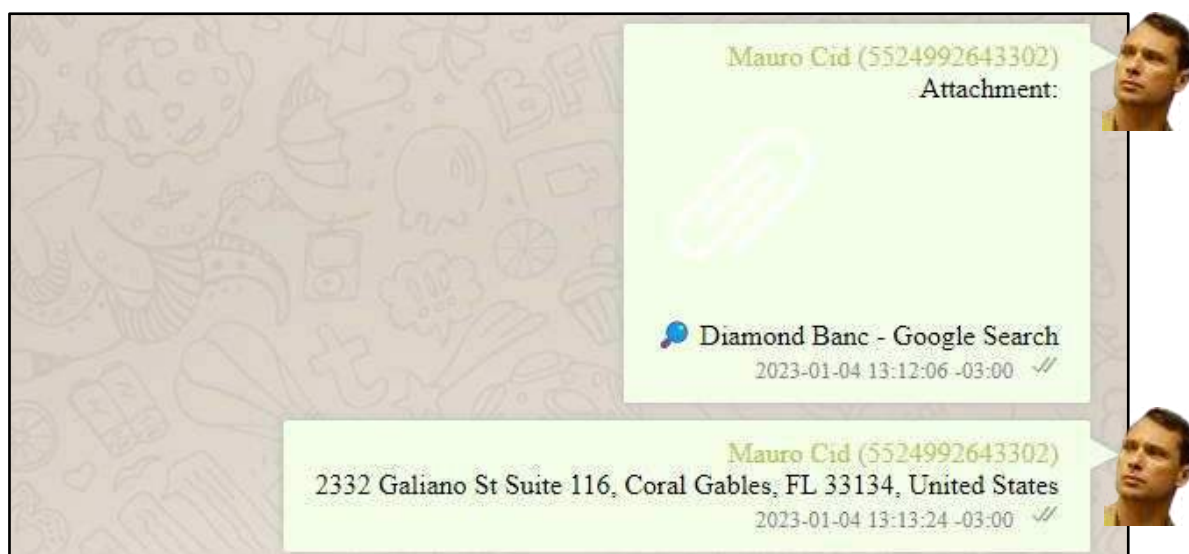 Mauro Cid (5524992643302)
Attachment:
🔎 Diamond Banc - Google Search
2023-01-04 13:12:06 -03:00
Mauro Cid (5524992643302)
2332 Galiano St Suite 116, Coral Gables, FL 33134, United States
2023-01-04 13:13:24 -03:00